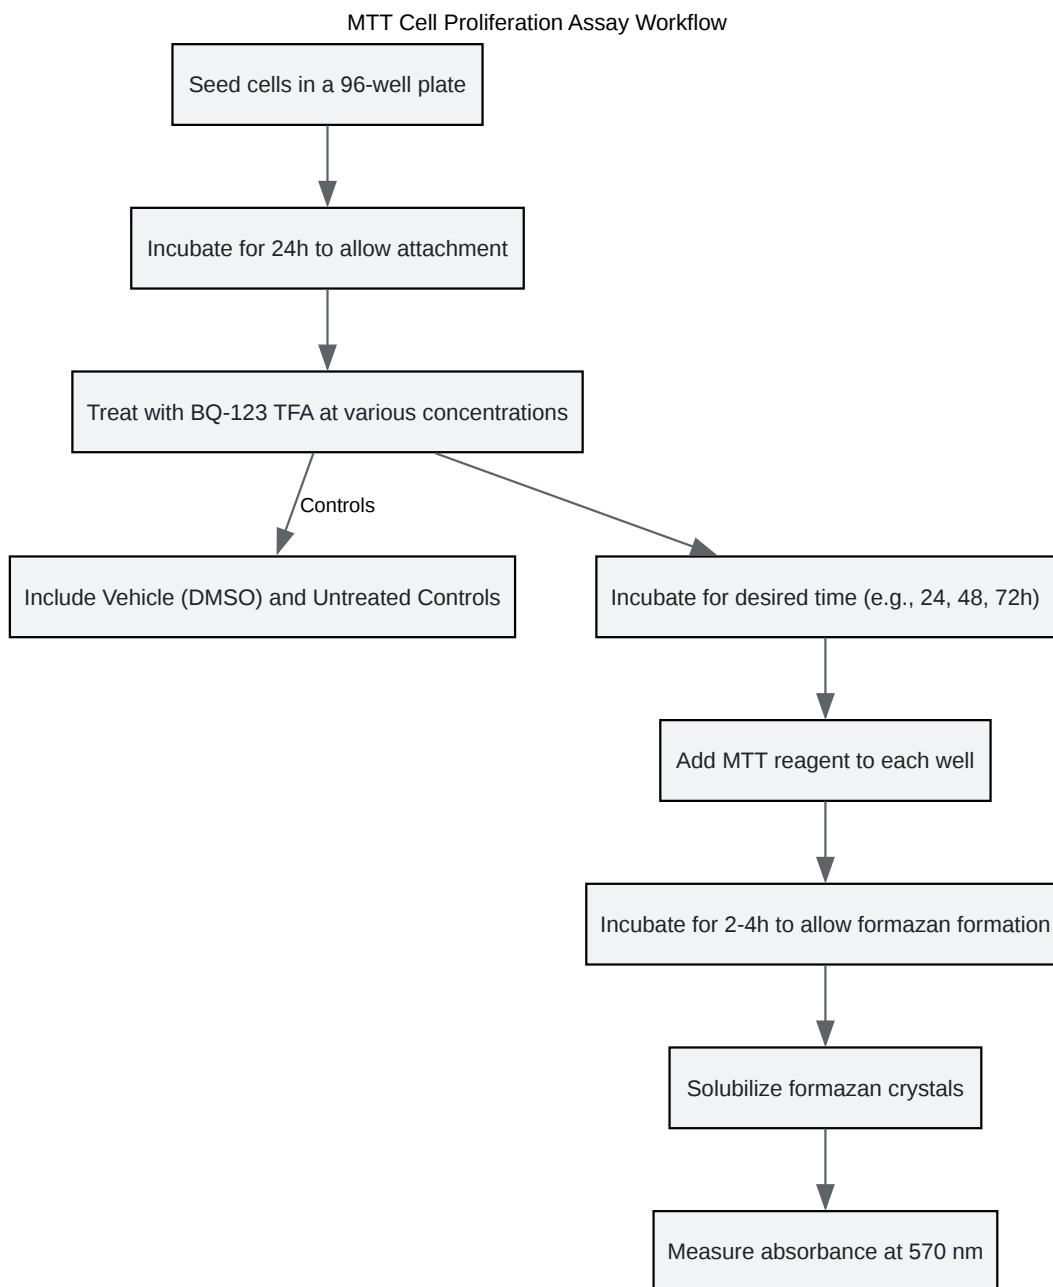 MTT Cell Proliferation Assay Workflow
Seed cells in a 96-well plate
Incubate for 24h to allow attachment
Treat with BQ-123 TFA at various concentrations
Controls
Include Vehicle (DMSO) and Untreated Controls
Incubate for desired time (e.g., 24, 48, 72h)
Add MTT reagent to each well
Incubate for 2-4h to allow formazan formation
Solubilize formazan crystals
Measure absorbance at 570 nm